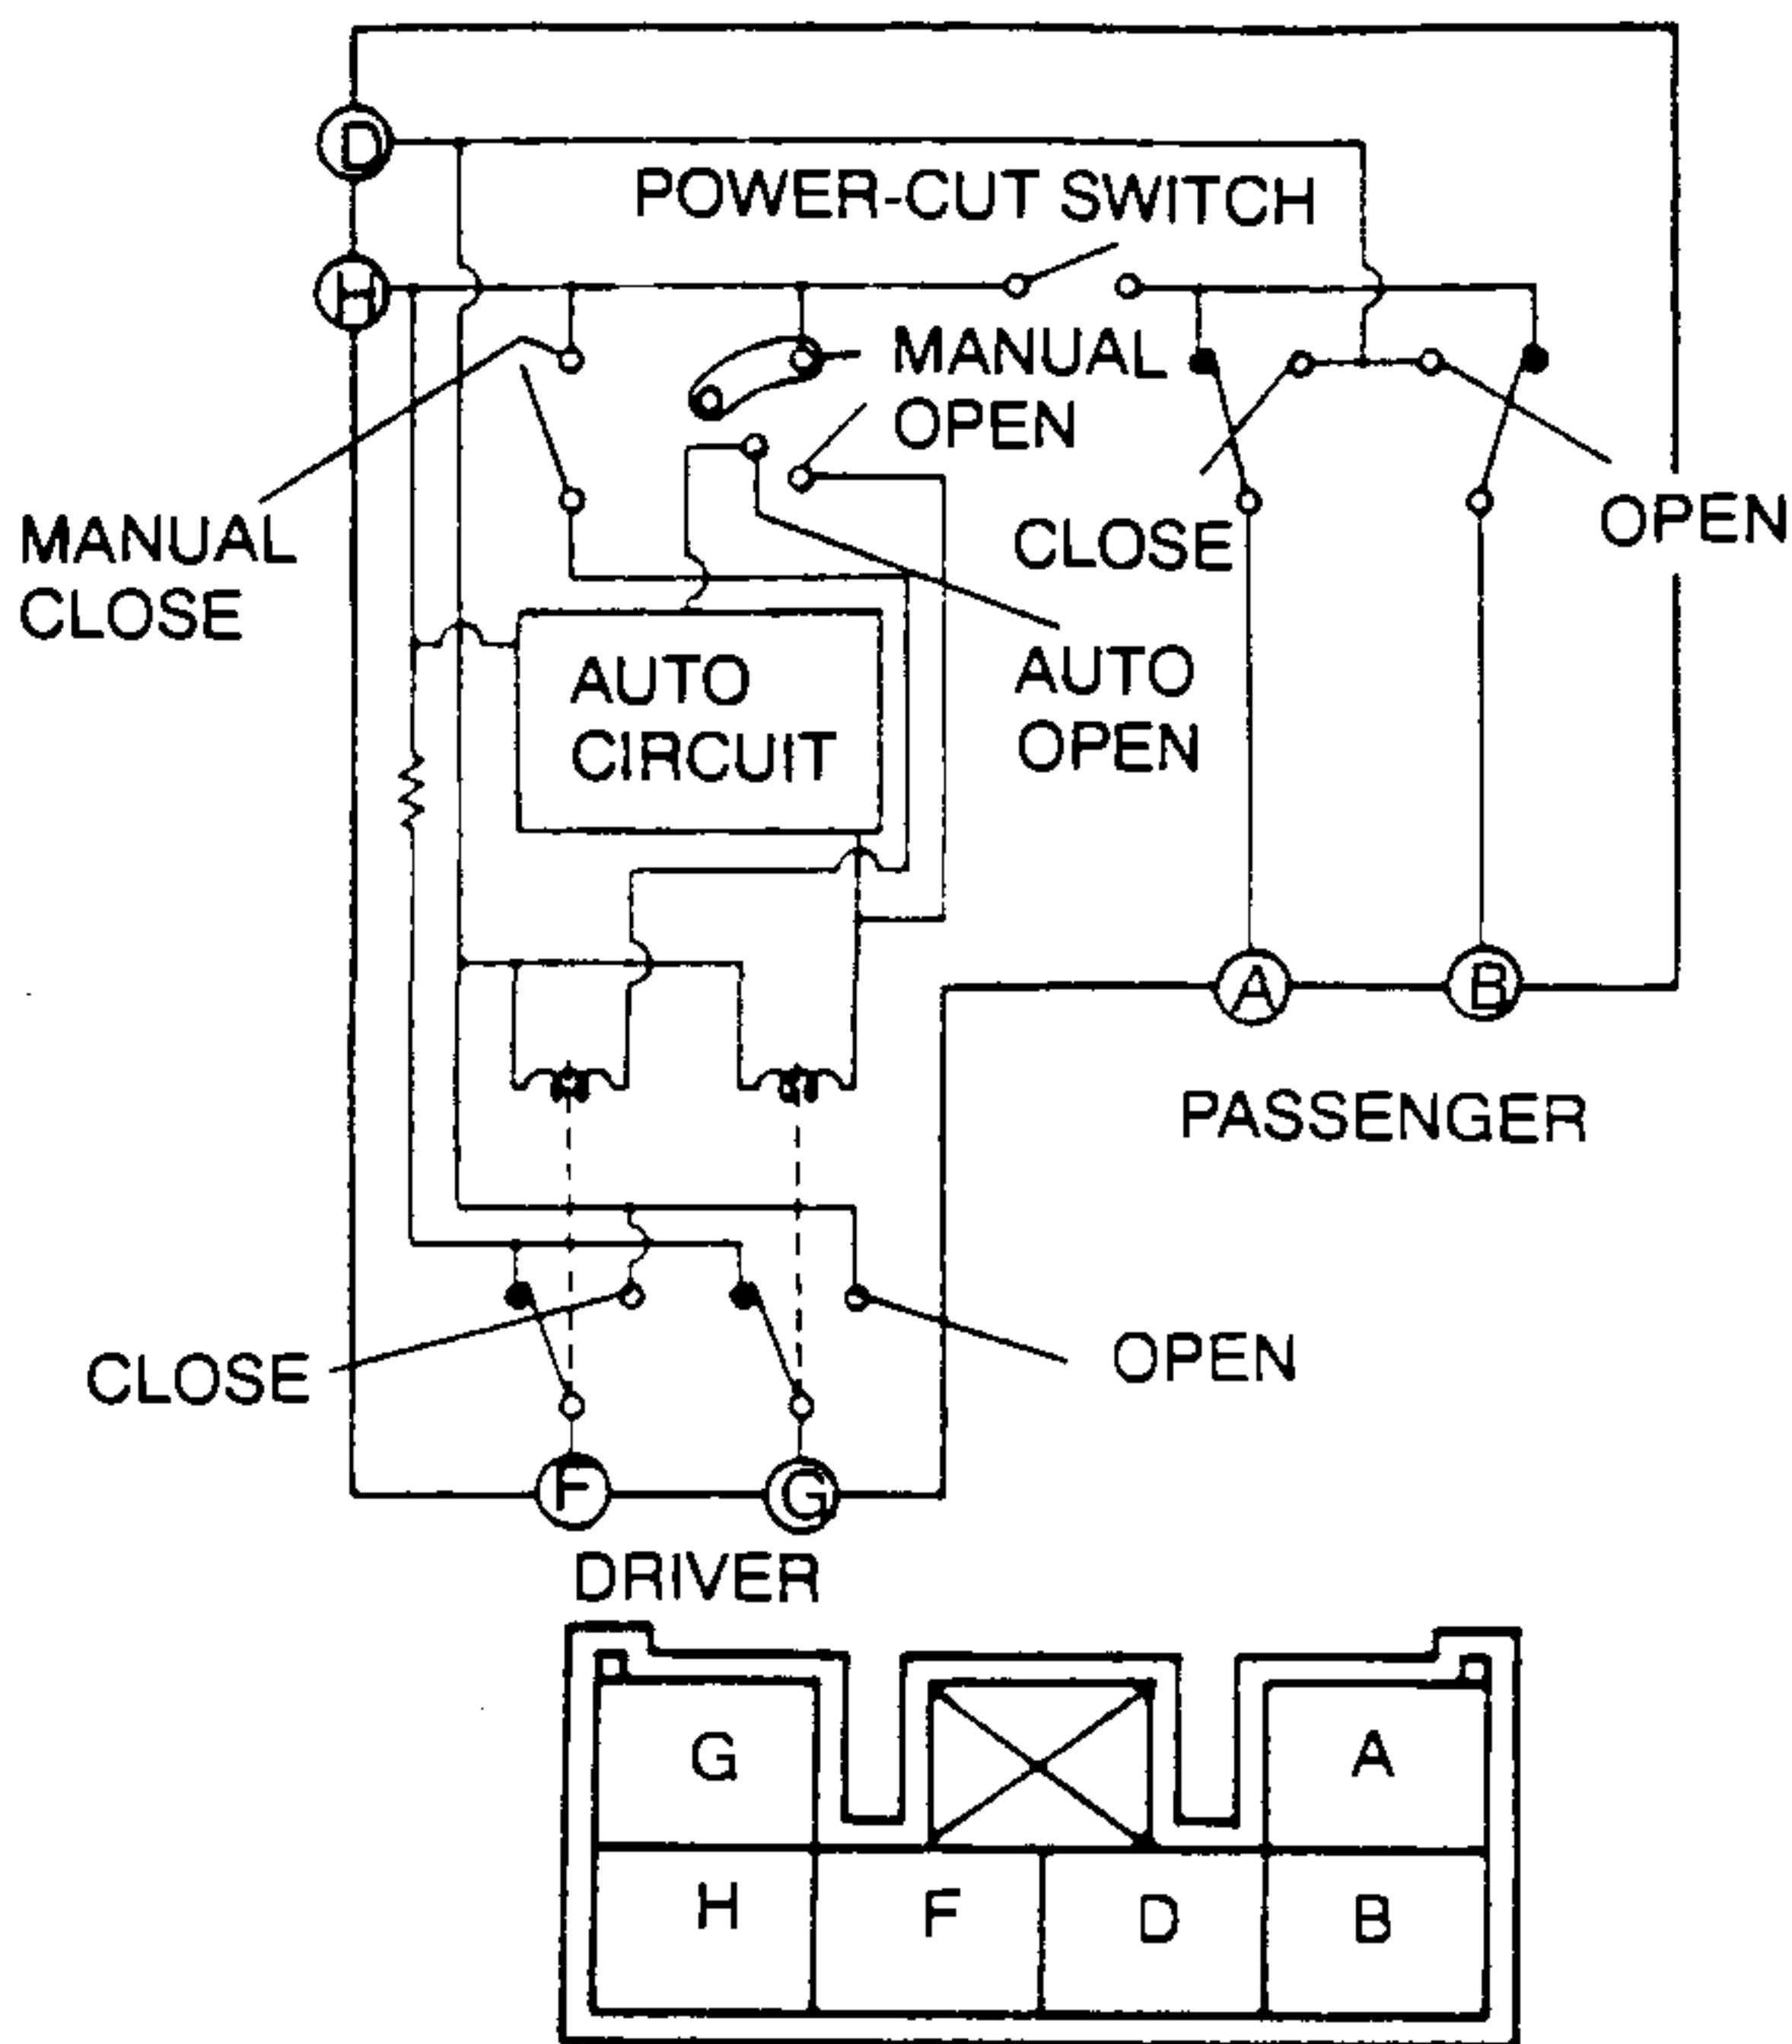 D
POWER-CUT SWITCH
H
MANUAL
OPEN
MANUAL
CLOSE
CLOSE
OPEN
AUTO
CIRCUIT
AUTO
OPEN
A
B
PASSENGER
CLOSE
OPEN
F
G
DRIVER
G
A
H
F
D
B